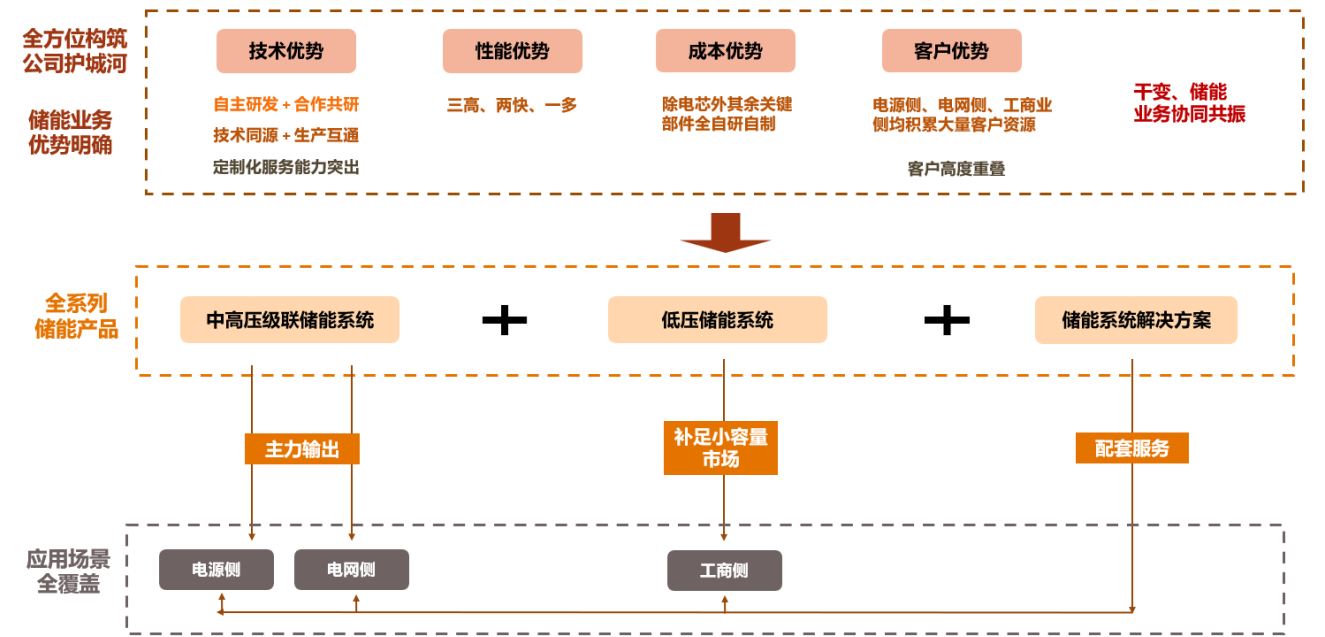 全方位构筑
公司护城河
储能业务
优势明确
技术优势
自主研发 + 合作共研
技术同源 + 生产互通
定制化服务能力突出
性能优势
三高、两快、一多
成本优势
除电芯外其余关键
部件全自研自制
客户优势
电源侧、电网侧、工商业
侧均积累大量客户资源
客户高度重叠
干变、储能
业务协同共振
全系列
储能产品
中高压级联储能系统
低压储能系统
储能系统解决方案
主力输出
补足小容量
市场
配套服务
应用场景
全覆盖
电源侧
电网侧
工商侧